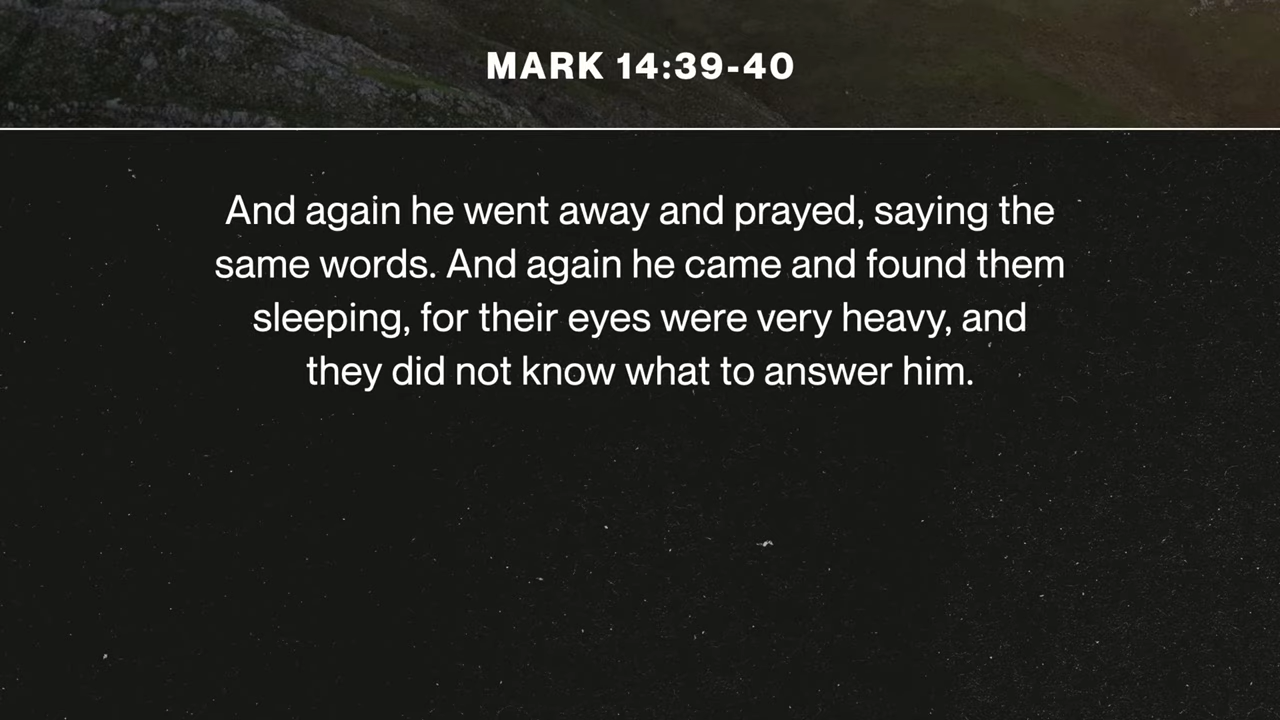 MARK 14:39-40
And again he went away and prayed, saying the
same words. And again he came and found them
sleeping, for their eyes were very heavy, and
they did not know what to answer him.